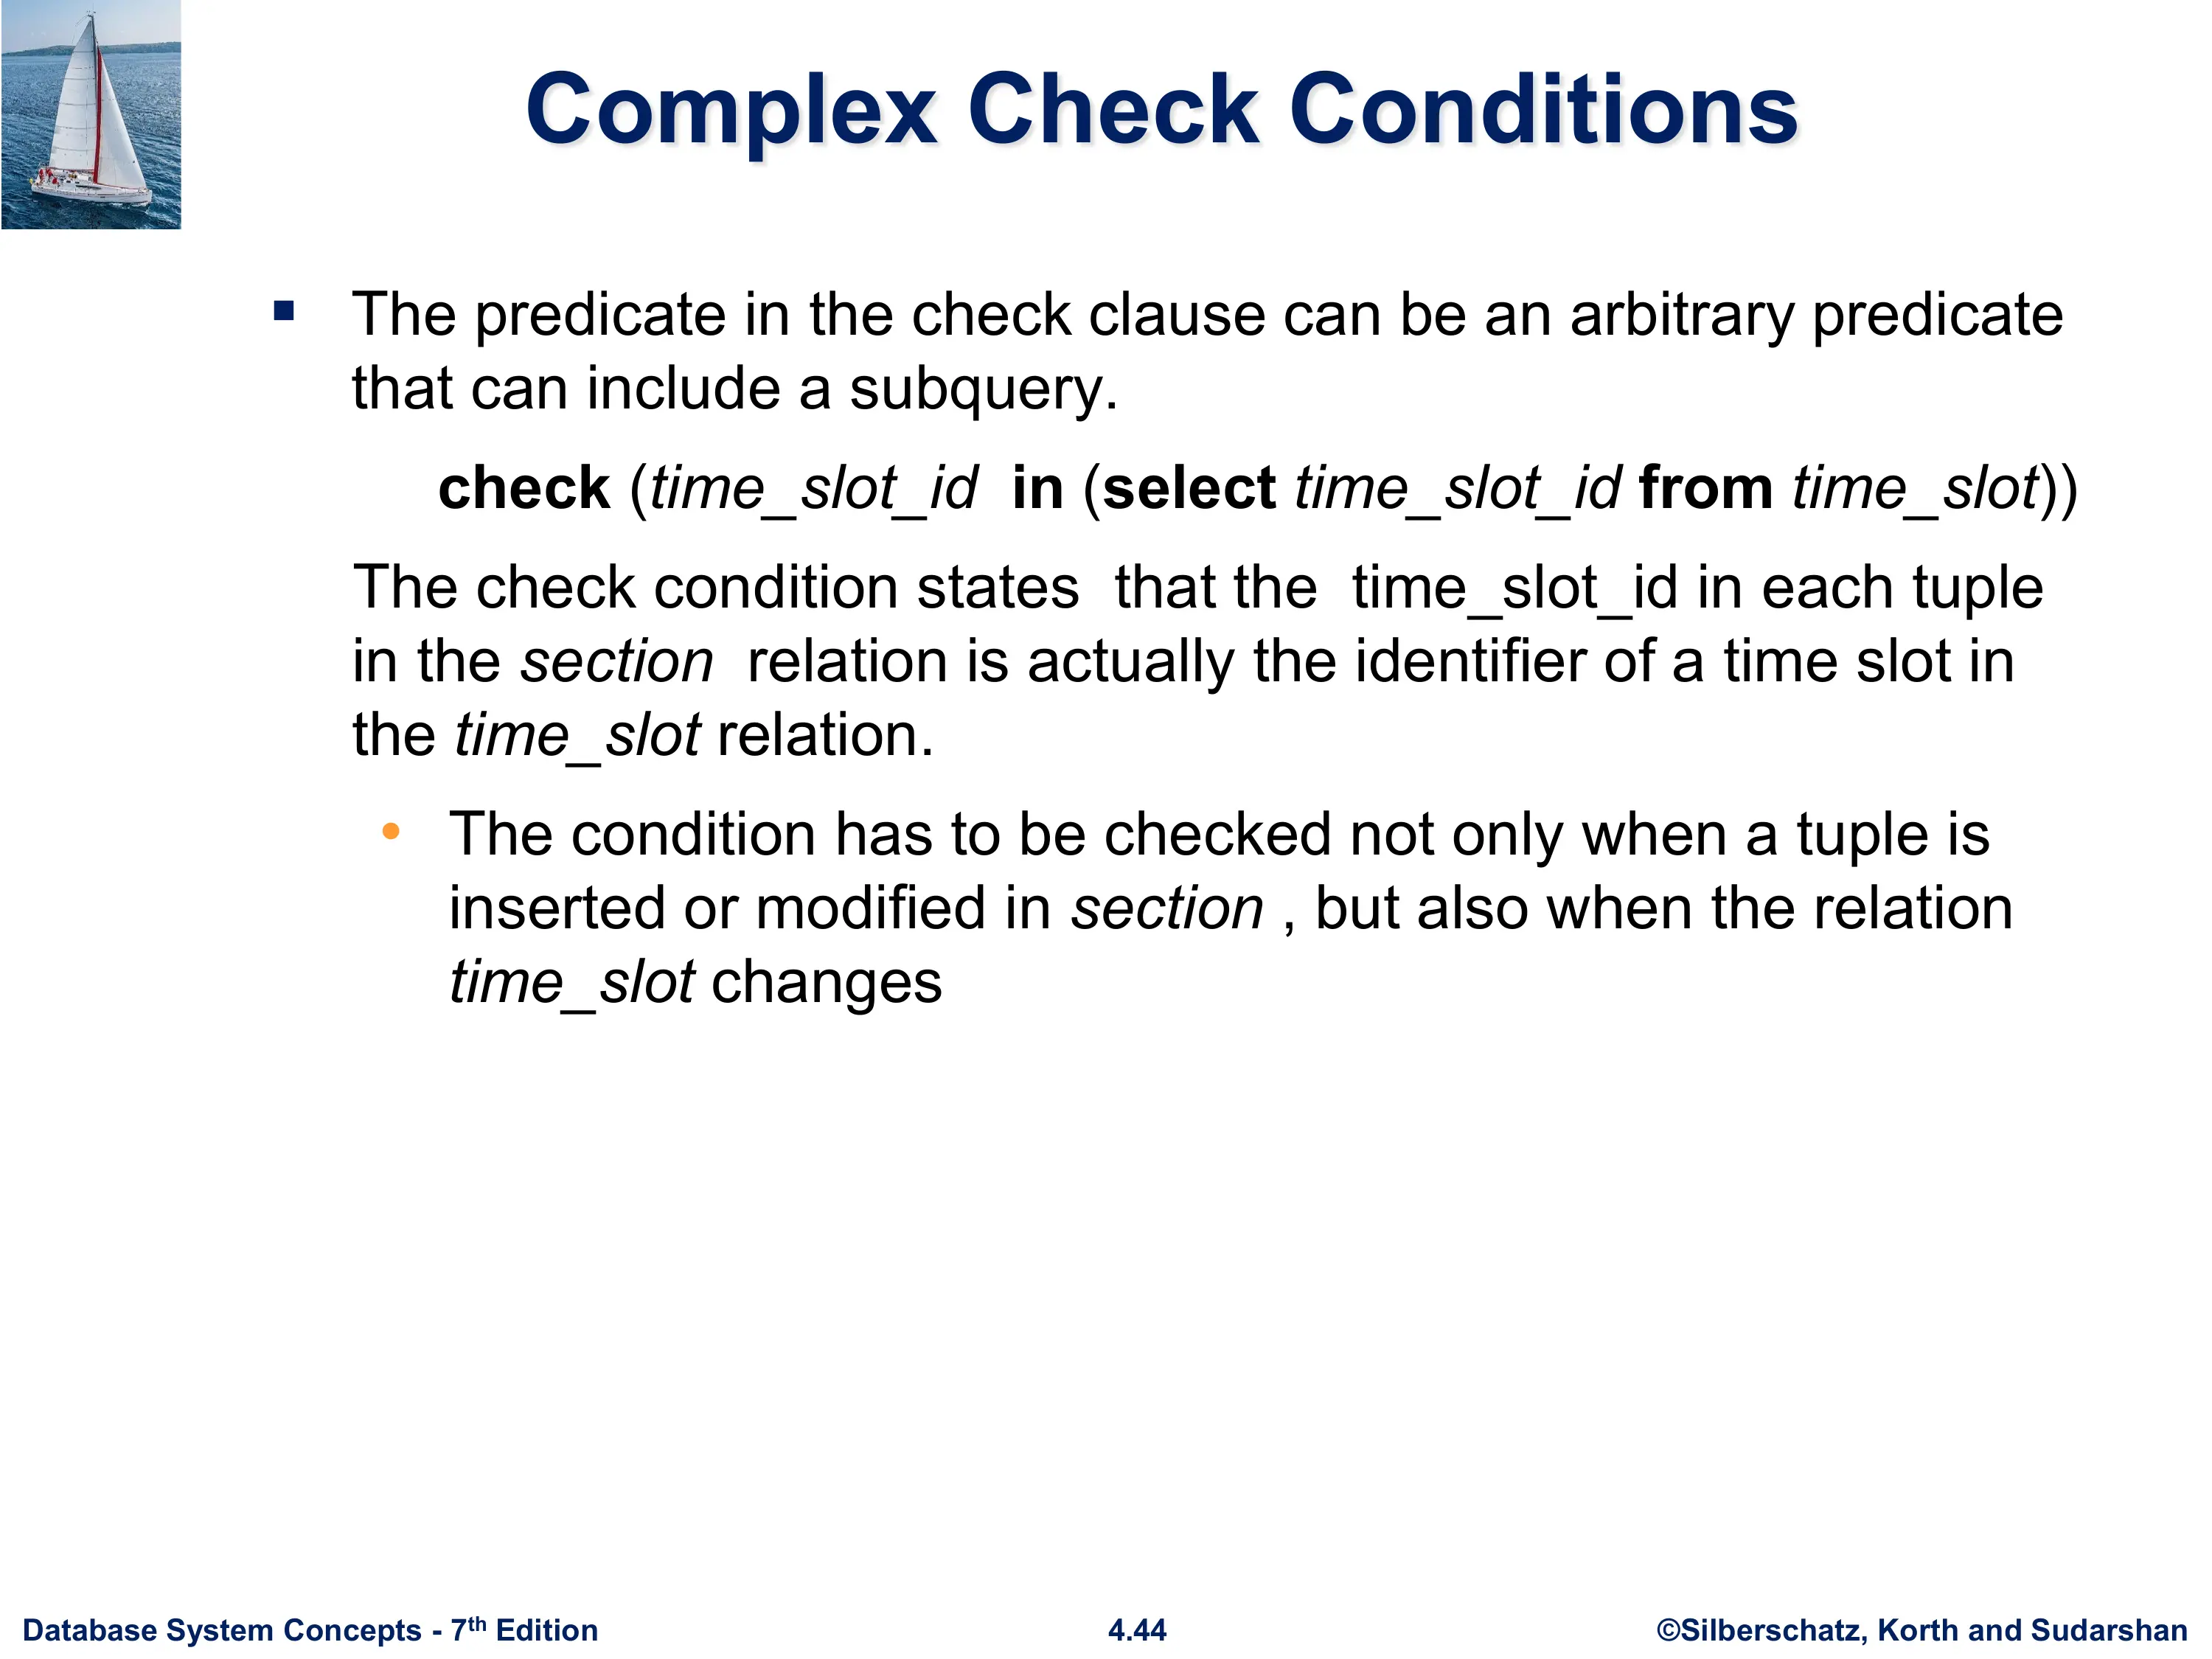 Complex Check Conditions
▪ The predicate in the check clause can be an arbitrary predicate
that can include a subquery.
check (time_slot_id in (select time_slot_id from time_slot))
The check condition states that the time_slot_id in each tuple
in the section relation is actually the identifier of a time slot in
the time_slot relation.
• The condition has to be checked not only when a tuple is
inserted or modified in section , but also when the relation
time_slot changes
Database System Concepts - 7th Edition 4.44 ©Silberschatz, Korth and Sudarshan